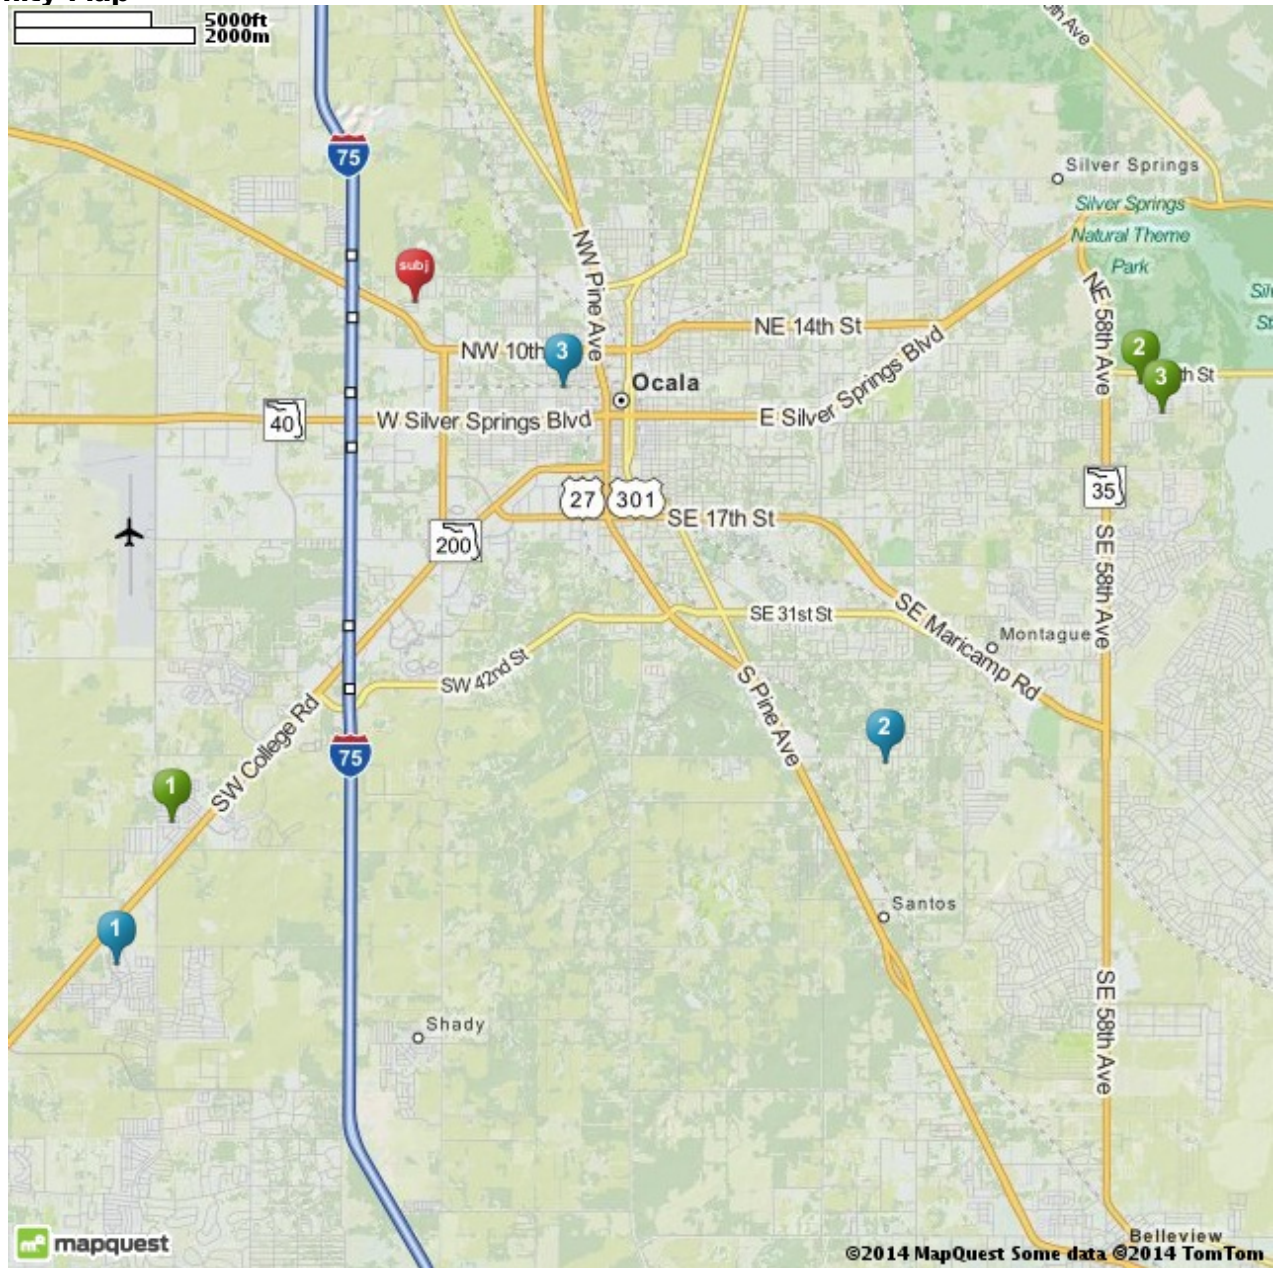 5000ft
2000m
75
Silver Springs
Silver Springs
Natural Theme
Park
subj
NW Pine Ave
NE 58th Ave
NE 14th St
NW 10th
3
Ocala
2
3
th St
40
W Silver Springs Blvd
E Silver Springs Blvd
35
27
301
SE 17th St
200
SE 58th Ave
SE 31st St
SE Maricamp Rd
Montague
SW 42nd St
S Pine Ave
SW College Rd
2
75
1
Santos
1
SE 58th Ave
Shady
Belleview
mapquest
©2014 MapQuest Some data ©2014 TomTom